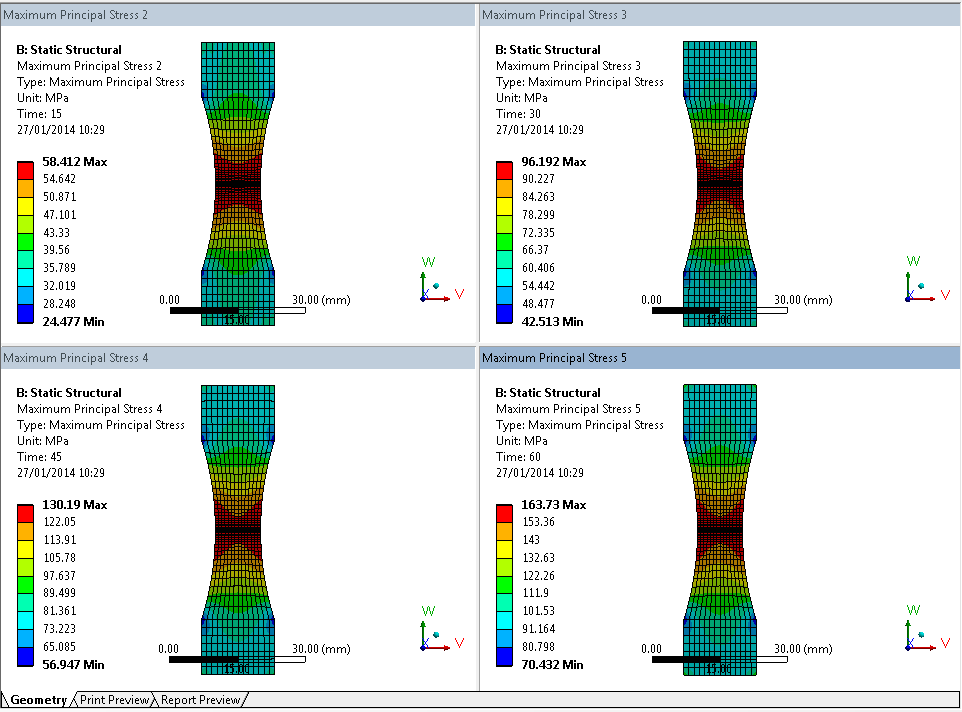 Maximum Principal Stress 2
B: Static Structural
Maximum Principal Stress 2
Type: Maximum Principal Stress
Unit: MPa
Time: 15
27/01/2014 10:29
58.412 Max
54.642
50.871
47.101
43.33
39.56
35.789
32.019
28.248
24.477 Min
0.00
30.00 (mm)
15.00
W
X
V
Maximum Principal Stress 3
B: Static Structural
Maximum Principal Stress 3
Type: Maximum Principal Stress
Unit: MPa
Time: 30
27/01/2014 10:29
96.192 Max
90.227
84.263
78.299
72.335
66.37
60.406
54.442
48.477
42.513 Min
0.00
30.00 (mm)
15.00
W
X
V
Maximum Principal Stress 4
B: Static Structural
Maximum Principal Stress 4
Type: Maximum Principal Stress
Unit: MPa
Time: 45
27/01/2014 10:29
130.19 Max
122.05
113.91
105.78
97.637
89.499
81.361
73.223
65.085
56.947 Min
0.00
30.00 (mm)
15.00
W
X
V
Maximum Principal Stress 5
B: Static Structural
Maximum Principal Stress 5
Type: Maximum Principal Stress
Unit: MPa
Time: 60
27/01/2014 10:29
163.73 Max
153.36
143
132.63
122.26
111.9
101.53
91.164
80.798
70.432 Min
0.00
30.00 (mm)
15.00
W
X
V
Geometry Print Preview Report Preview